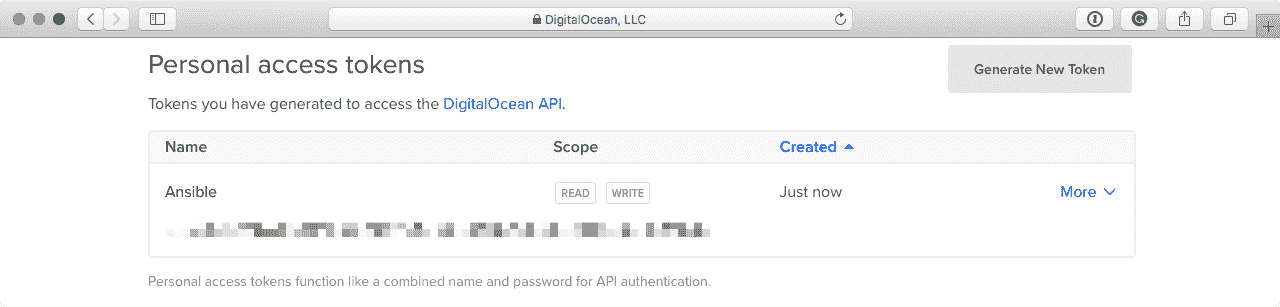 DigitalOcean, LLC
Personal access tokens
Generate New Token
Tokens you have generated to access the DigitalOcean API.
Name Scope Created
Ansible READ WRITE Just now More
Personal access tokens function like a combined name and password for API authentication.